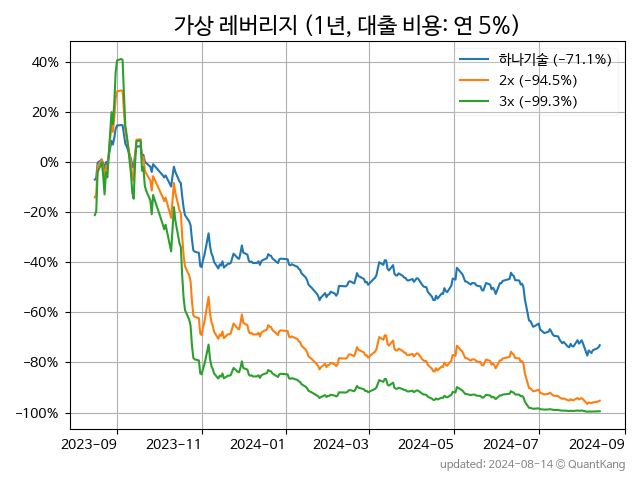 가상 레버리지 (1년, 대출 비용: 연 5%)
하나기술 (-71.1%)
2x (-94.5%)
3x (-99.3%)
40%
20%
0%
−20%
−40%
−60%
−80%
−100%
2023-09 2023-11 2024-01 2024-03 2024-05 2024-07 2024-09
updated: 2024-08-14 © QuantKang